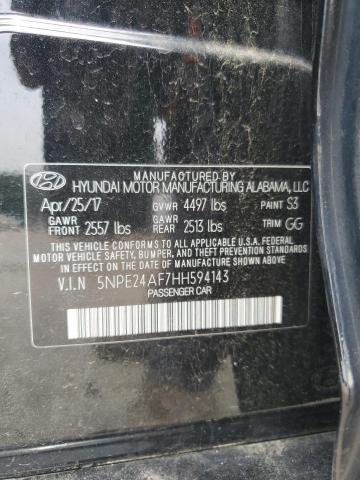 MANUFACTURED BY
HYUNDAI MOTOR MANUFACTURING ALABAMA, LLC
Apr/25/17 GVWR 4497 lbs PAINT S3
GAWR FRONT 2557 lbs GAWR REAR 2513 lbs TRIM GG
THIS VEHICLE CONFORMS TO ALL APPLICABLE U.S. FEDERAL
MOTOR VEHICLE SAFETY, BUMPER, AND THEFT PREVENTION
STANDARDS IN EFFECT ON THE DATE OF MANUFACTURE
SHOWN ABOVE.
V.I.N 5NPE24AF7HH594143
PASSENGER CAR